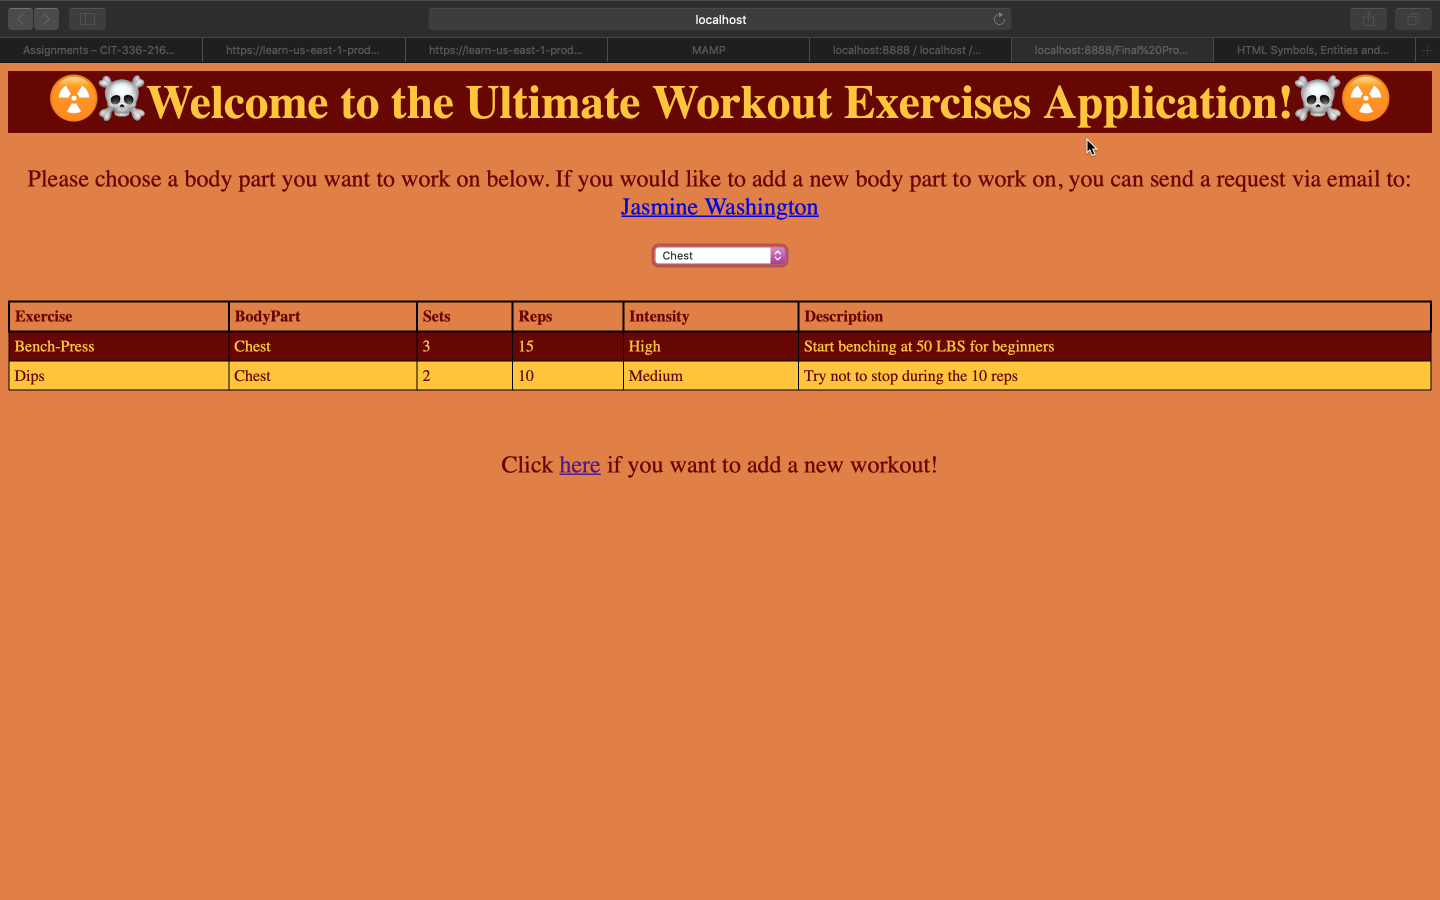 localhost
Assignments – CIT-336-216...
https://learn-us-east-1-prod...
https://learn-us-east-1-prod...
MAMP
localhost:8888 / localhost /...
localhost:8888/Final%20Pro...
HTML Symbols, Entities and...
☢️☠️Welcome to the Ultimate Workout Exercises Application!☠️☢️
Please choose a body part you want to work on below. If you would like to add a new body part to work on, you can send a request via email to:
Jasmine Washington
Chest
Exercise BodyPart Sets Reps Intensity Description
Bench-Press Chest 3 15 High Start benching at 50 LBS for beginners
Dips Chest 2 10 Medium Try not to stop during the 10 reps
Click here if you want to add a new workout!